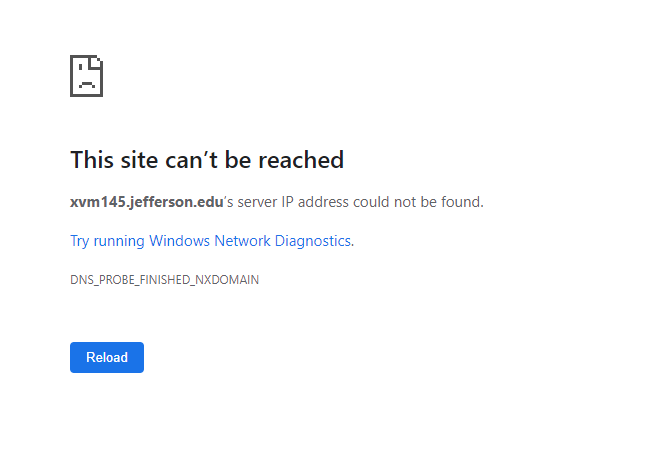 This site can’t be reached
xvm145.jefferson.edu’s server IP address could not be found.
Try running Windows Network Diagnostics.
DNS_PROBE_FINISHED_NXDOMAIN
Reload